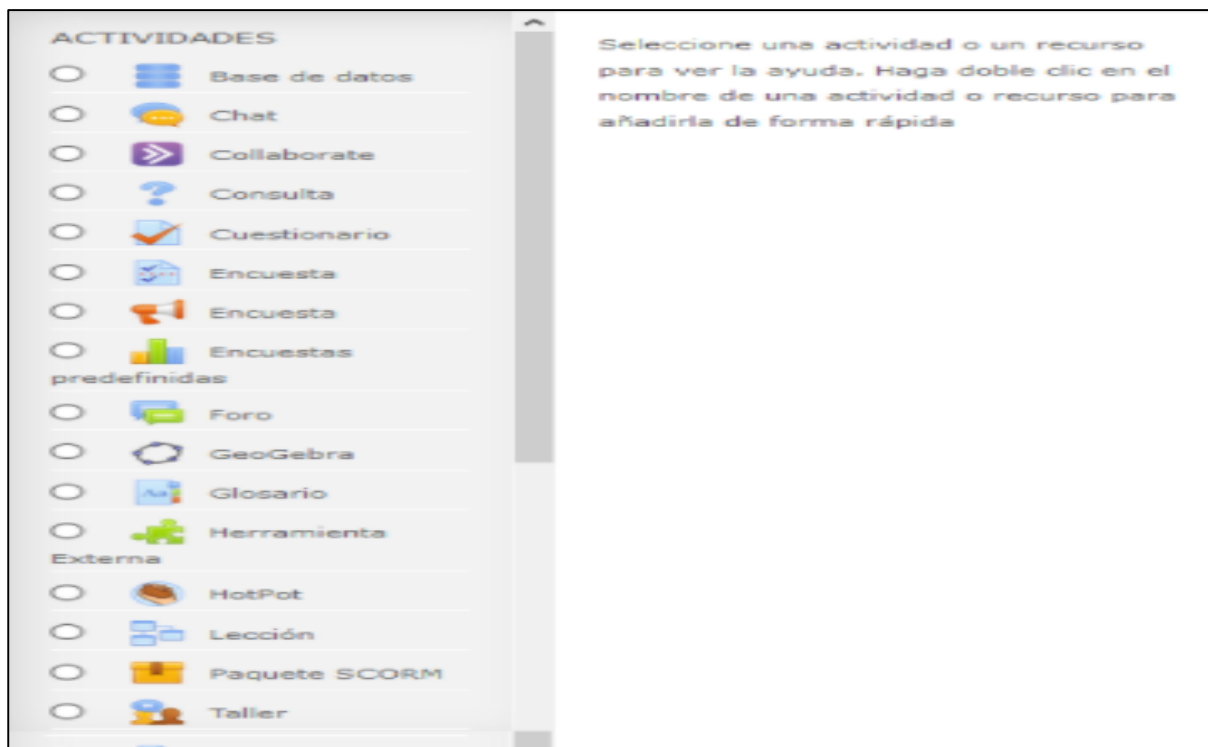 ACTIVIDADES
Base de datos
Chat
Collaborate
Consulta
Cuestionario
Encuesta
Encuesta
Encuestas
predefinidas
Foro
GeoGebra
Glosario
Herramienta
Externa
HotPot
Lección
Paquete SCORM
Taller
Seleccione una actividad o un recurso
para ver la ayuda. Haga doble clic en el
nombre de una actividad o recurso para
añadirla de forma rápida